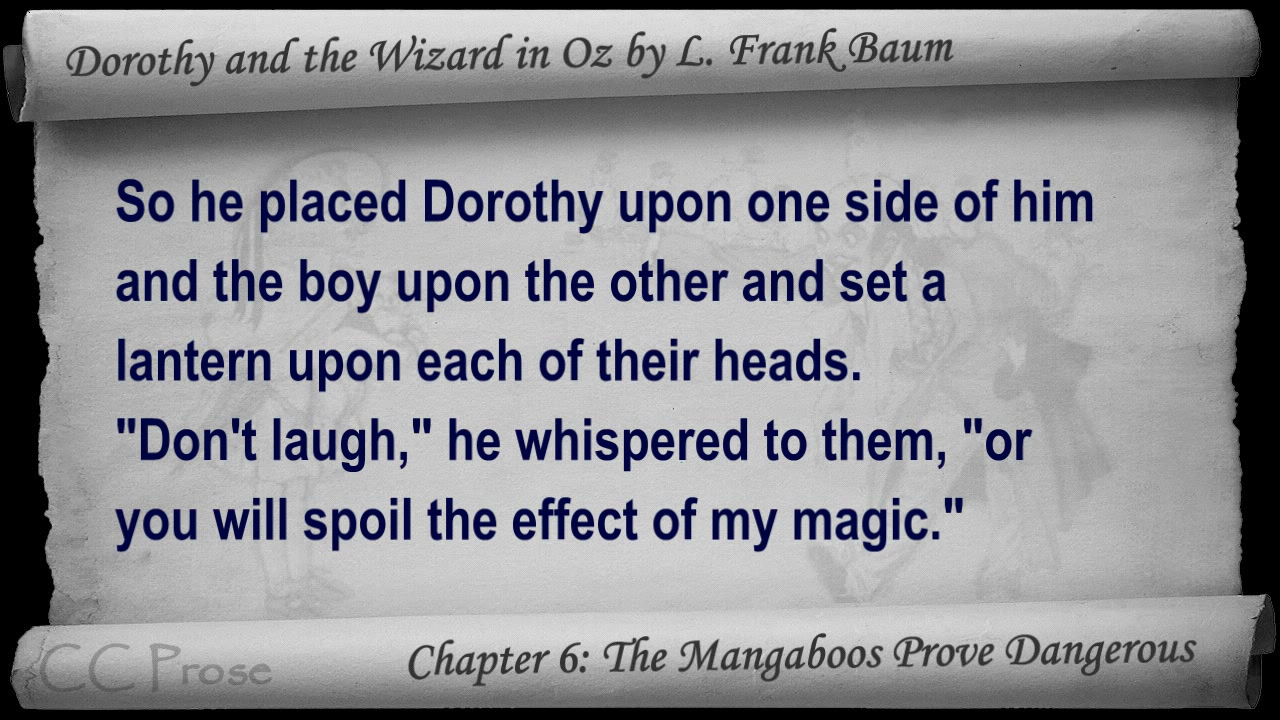 Dorothy and the Wizard in Oz by L. Frank Baum
So he placed Dorothy upon one side of him
and the boy upon the other and set a
lantern upon each of their heads.
"Don't laugh," he whispered to them, "or
you will spoil the effect of my magic."
CC Prose
Chapter 6: The Mangaboos Prove Dangerous